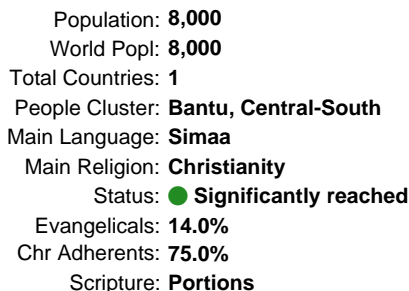 Population: 8,000
World Popl: 8,000
Total Countries: 1
People Cluster: Bantu, Central-South
Main Language: Simaa
Main Religion: Christianity
Status: Significantly reached
Evangelicals: 14.0%
Chr Adherents: 75.0%
Scripture: Portions